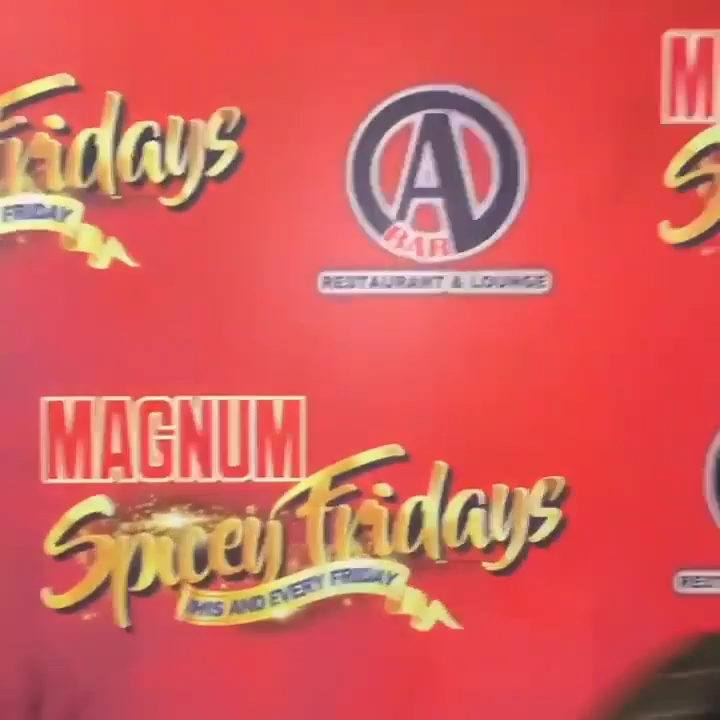 Fridays
FRIDAY
A
BAR
RESTAURANT & LOUNGE
M
MAGNUM
Spicey Fridays
THIS AND EVERY FRIDAY